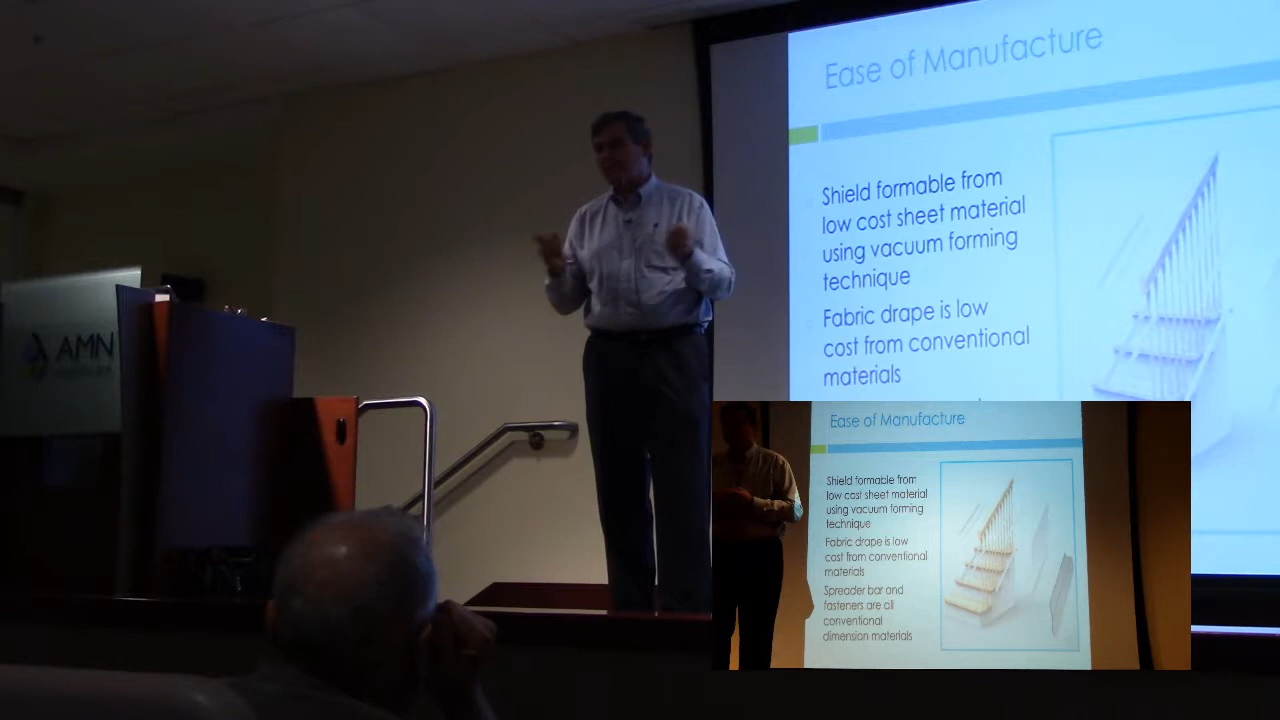 Ease of Manufacture
Shield formable from
low cost sheet material
using vacuum forming
technique
Fabric drape is low
cost from conventional
materials
AMN
Ease of Manufacture
Shield formable from
low cost sheet material
using vacuum forming
technique
Fabric drape is low
cost from conventional
materials
Spreader bar and
fasteners are all
conventional
dimension materials